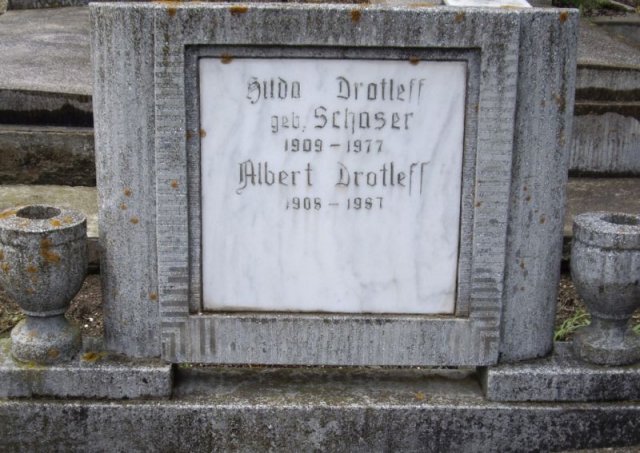 Hilda Drotleff
geb. Schaser
1909 - 1977
Albert Drotleff
1908 - 1987